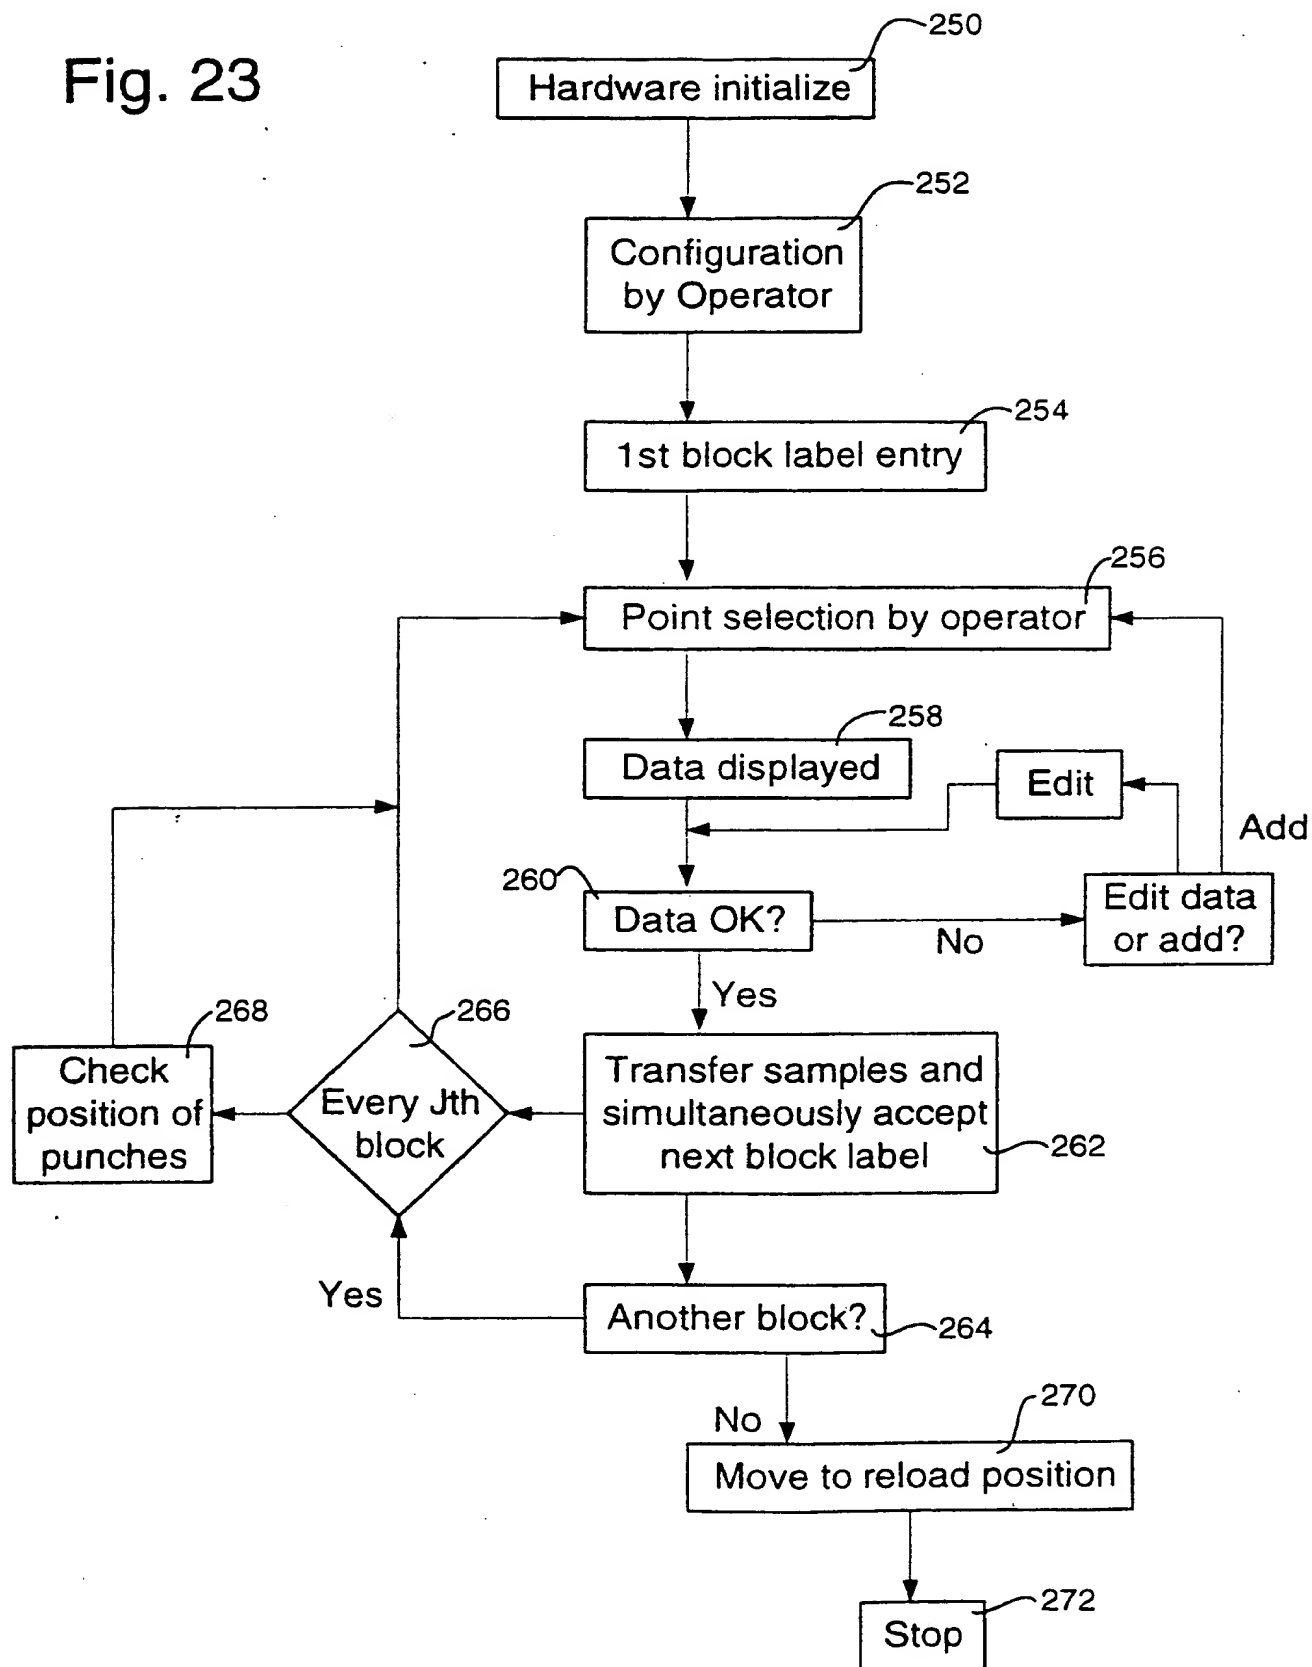 Fig. 23
250
Hardware initialize
252
Configuration
by Operator
254
1st block label entry
256
Point selection by operator
258
Data displayed
Edit
Add
260
Data OK?
No
Edit data
or add?
Yes
268
266
Check
position of
punches
Every Jth
block
Transfer samples and
simultaneously accept
next block label
262
Yes
Another block?
264
No
270
Move to reload position
272
Stop